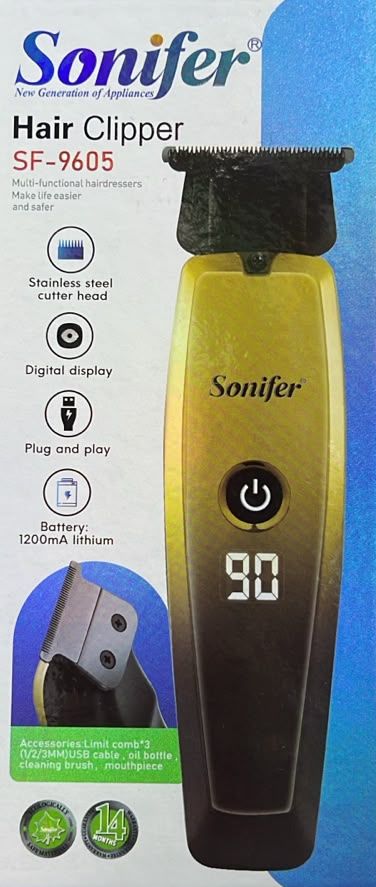 Sonifer®
New Generation of Appliances
Hair Clipper
SF-9605
Multi-functional hairdressers
Make life easier
and safer
Stainless steel
cutter head
Digital display
Plug and play
Battery:
1200mA lithium
Sonifer
90
Accessories:Limit comb*3
(1/2/3MM)USB cable, oil bottle,
cleaning brush, mouthpiece
14
MONTHS